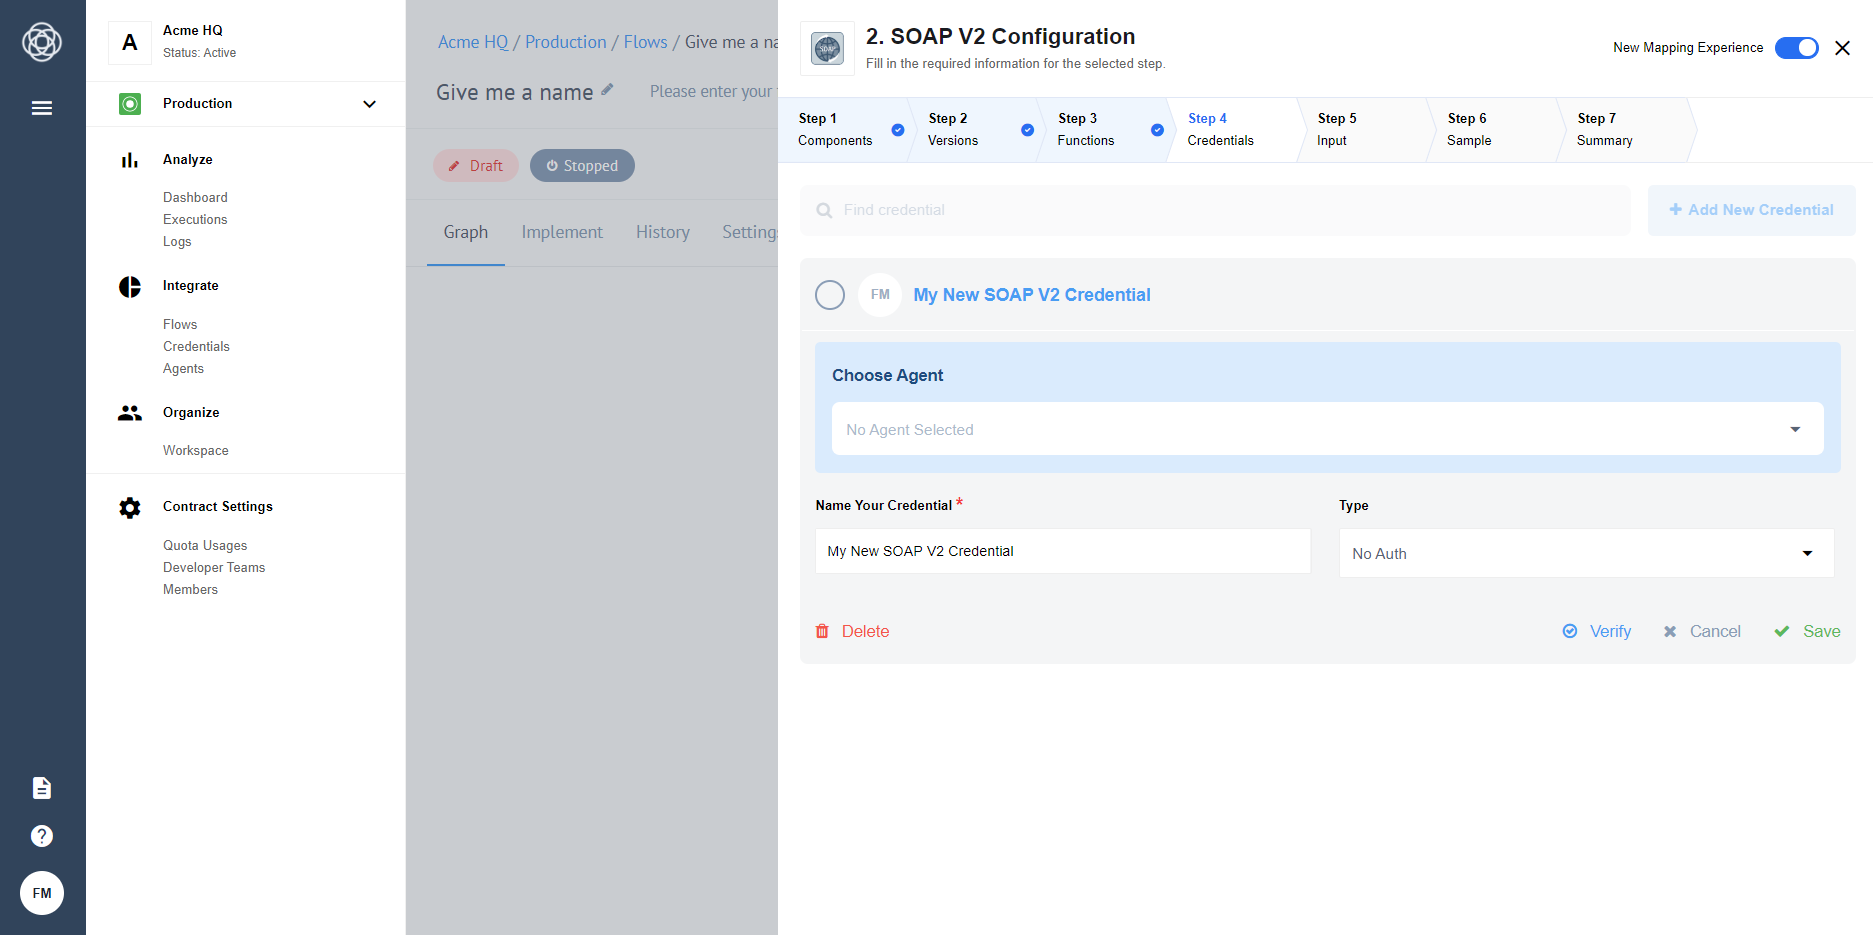 A
Acme HQ
Status: Active
Production
Analyze
Dashboard
Executions
Logs
Integrate
Flows
Credentials
Agents
Organize
Workspace
Contract Settings
Quota Usages
Developer Teams
Members
?
FM
Acme HQ / Production / Flows / Give me a na
Give me a name
Please enter your
Draft
Stopped
Graph
Implement
History
Settings
SOAP
2. SOAP V2 Configuration
Fill in the required information for the selected step.
New Mapping Experience
Step 1
Components
Step 2
Versions
Step 3
Functions
Step 4
Credentials
Step 5
Input
Step 6
Sample
Step 7
Summary
Find credential
+ Add New Credential
FM
My New SOAP V2 Credential
Choose Agent
No Agent Selected
Name Your Credential *
My New SOAP V2 Credential
Type
No Auth
Delete
Verify
Cancel
Save